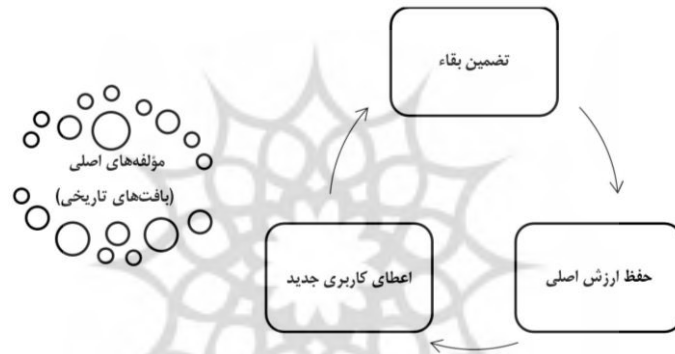 تضمین بقاء
مؤلفه‌های اصلی
(بافت‌های تاریخی)
حفظ ارزش اصلی
اعطای کاربری جدید